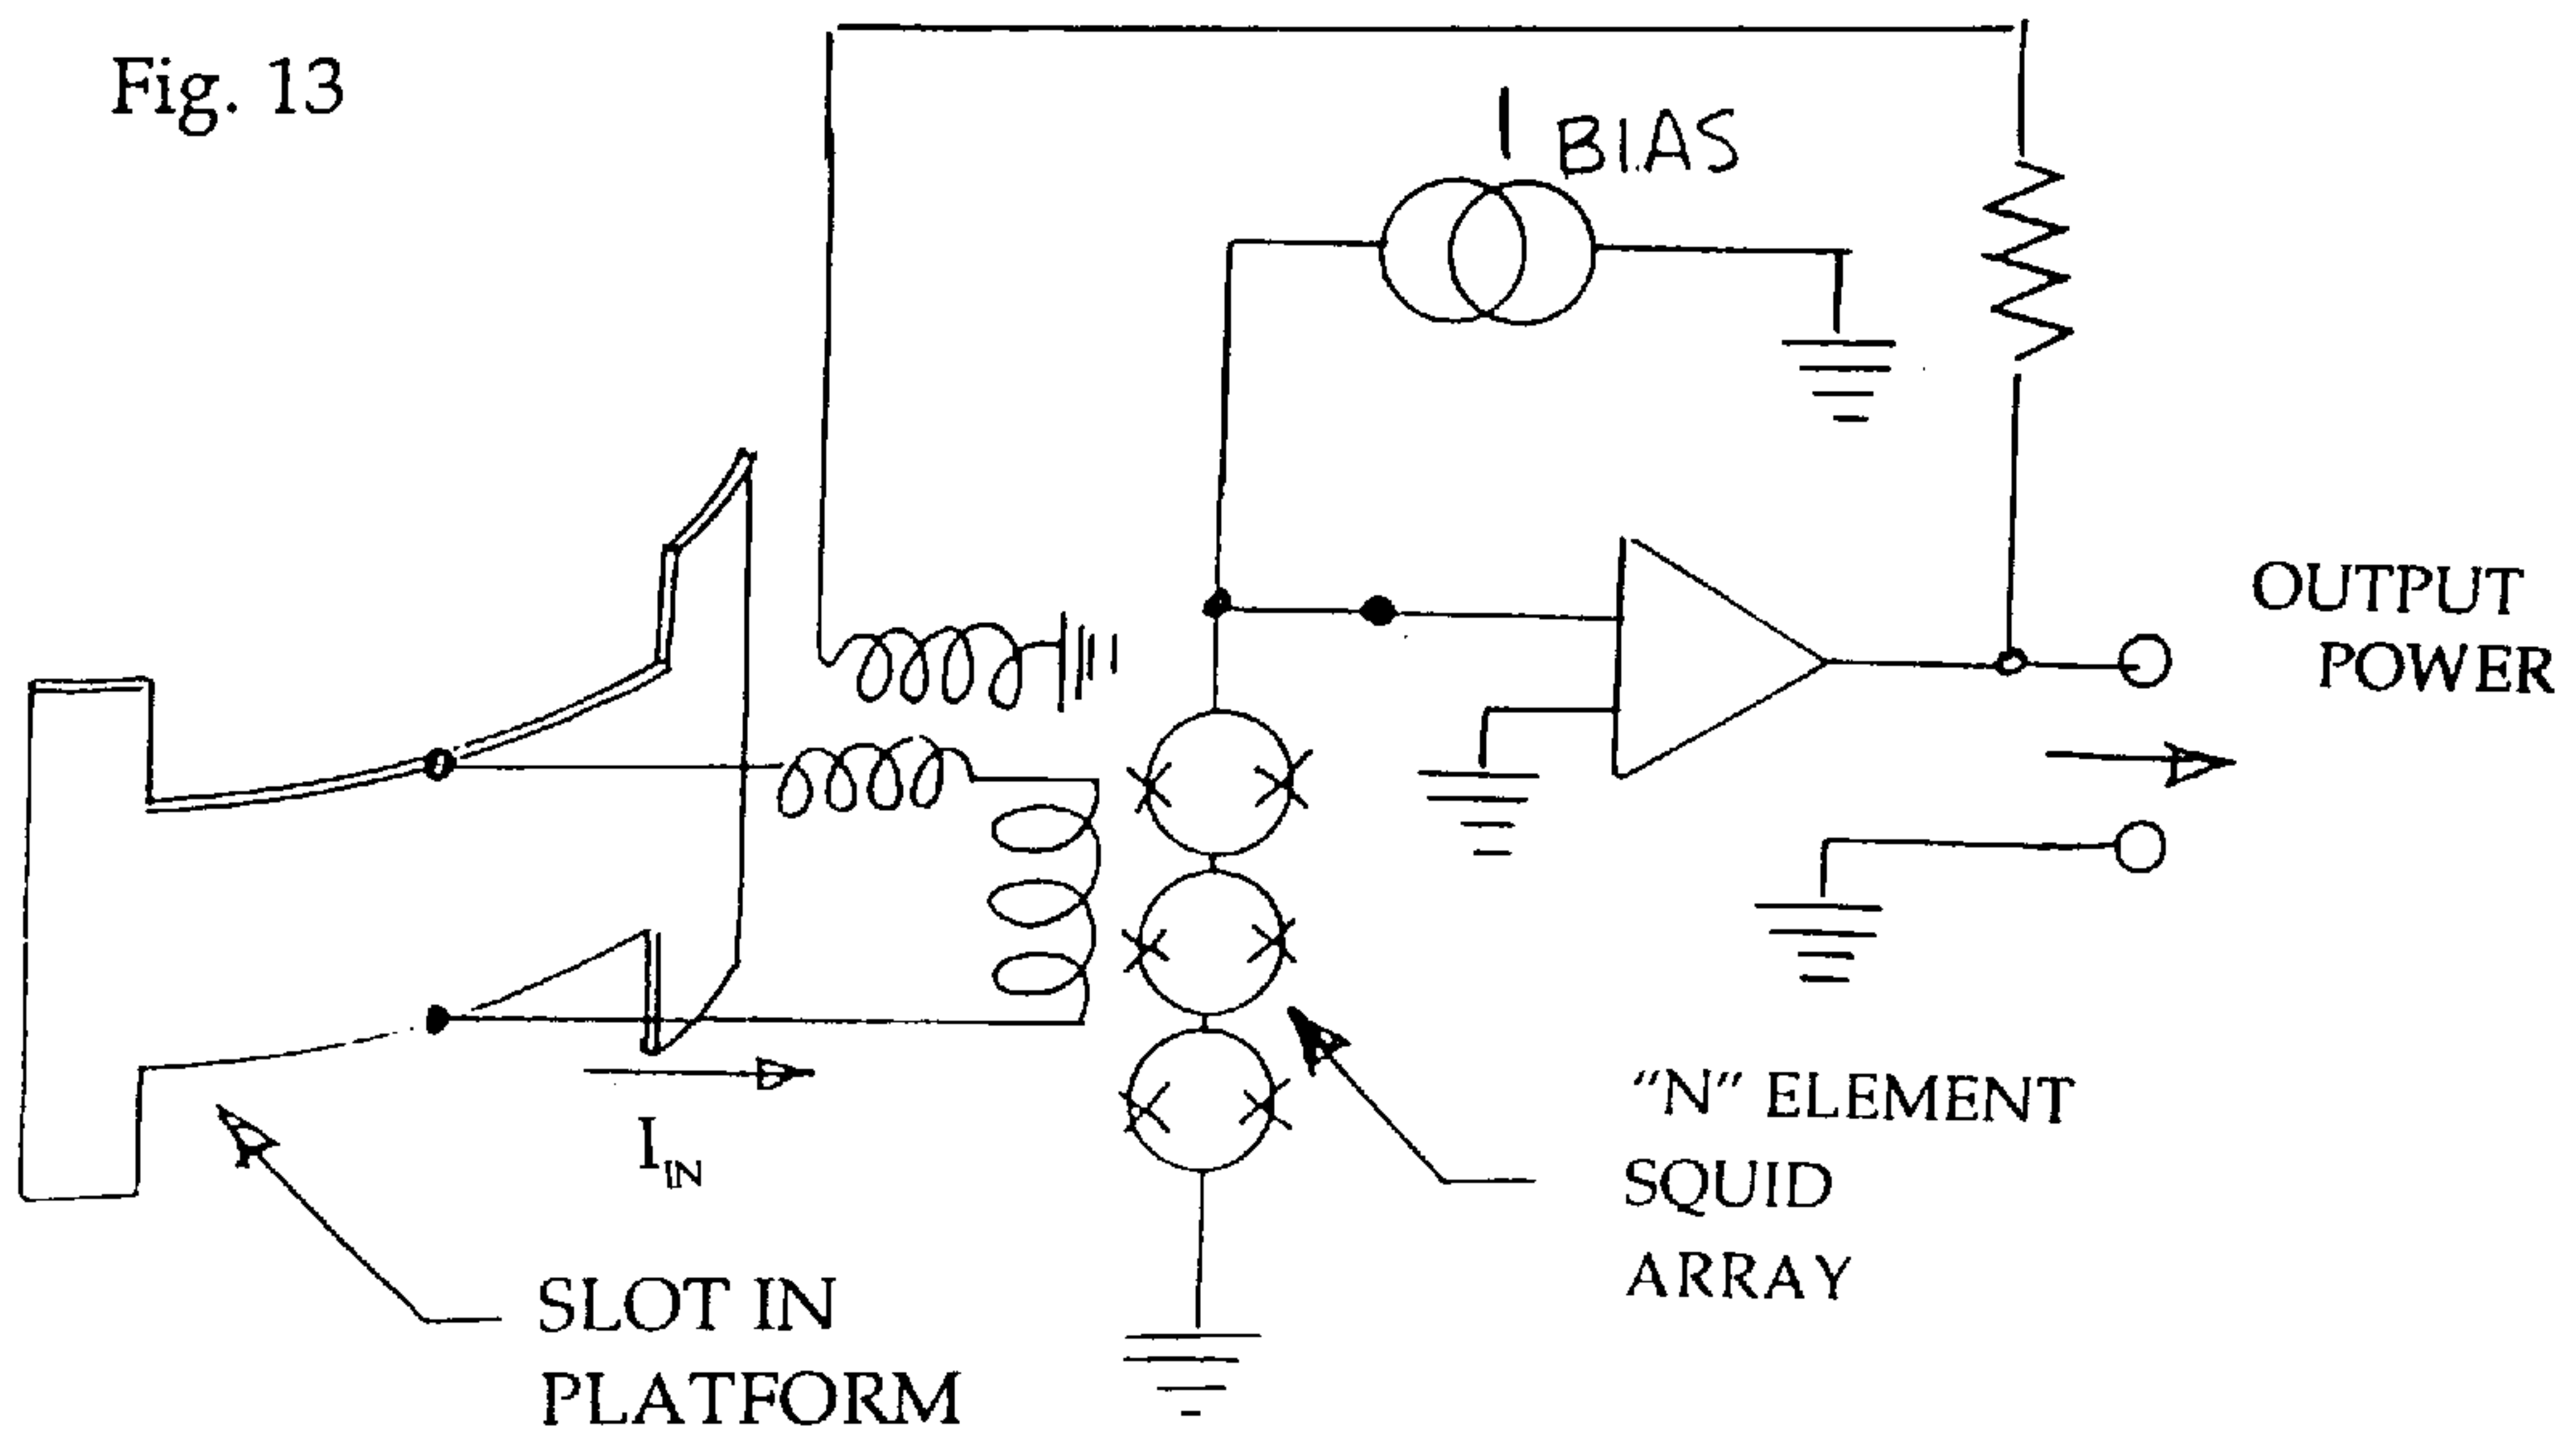 Fig. 13
I BIAS
OUTPUT
POWER
I_IN
"N" ELEMENT
SQUID
ARRAY
SLOT IN
PLATFORM